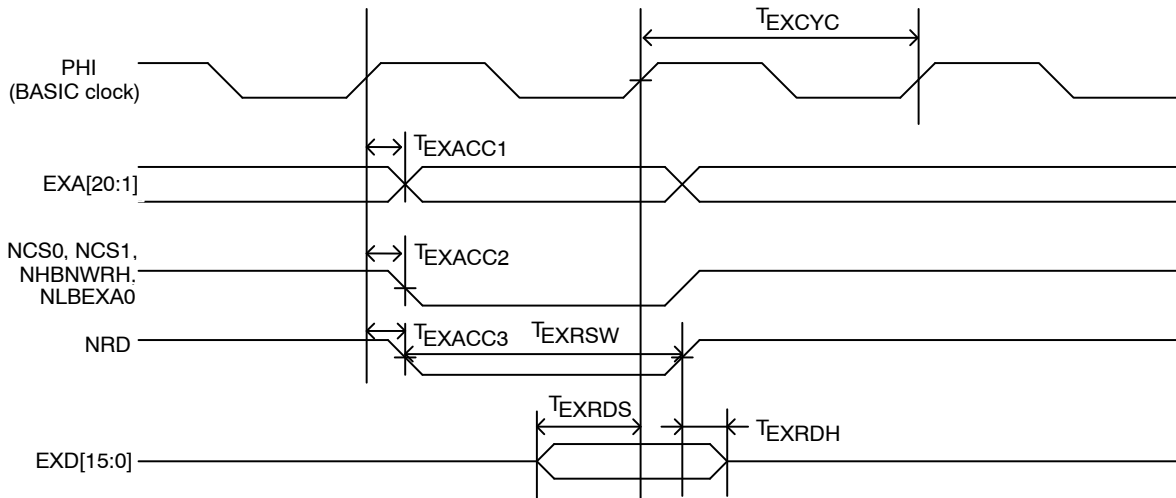 TEXCYC
PHI
(BASIC clock)
TEXACC1
EXA[20:1]
NCS0, NCS1,
NHBNWRH.
NLBEXA0
TEXACC2
NRD
TEXACC3
TEXRSW
TEXRDS
TEXRDH
EXD[15:0]